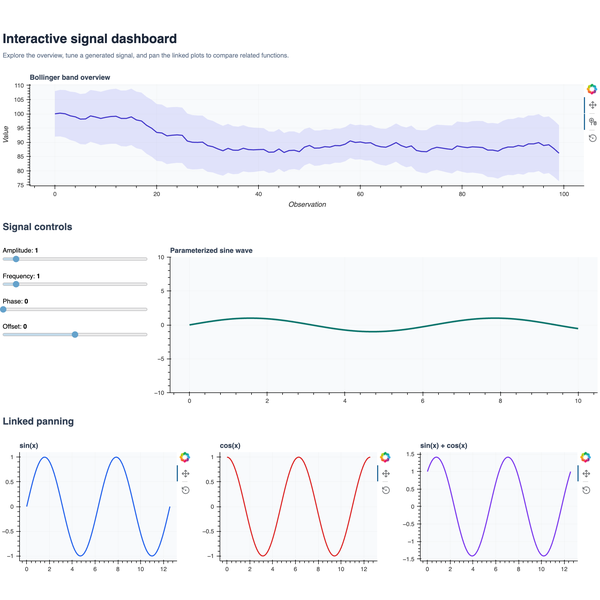 Interactive signal dashboard
Explore the overview, tune a generated signal, and pan the linked plots to compare related functions.
Bollinger band overview
110
105
100
95
90
85
80
75
Value
0 20 40 60 80 100
Observation
Signal controls
Amplitude: 1
Frequency: 1
Phase: 0
Offset: 0
Parameterized sine wave
10
5
0
−5
−10
0 2 4 6 8 10
Linked panning
sin(x)
1
0.5
0
−0.5
−1
0 2 4 6 8 10 12
cos(x)
1
0.5
0
−0.5
−1
0 2 4 6 8 10 12
sin(x) + cos(x)
1.5
1
0.5
0
−0.5
−1
−1.5
0 2 4 6 8 10 12